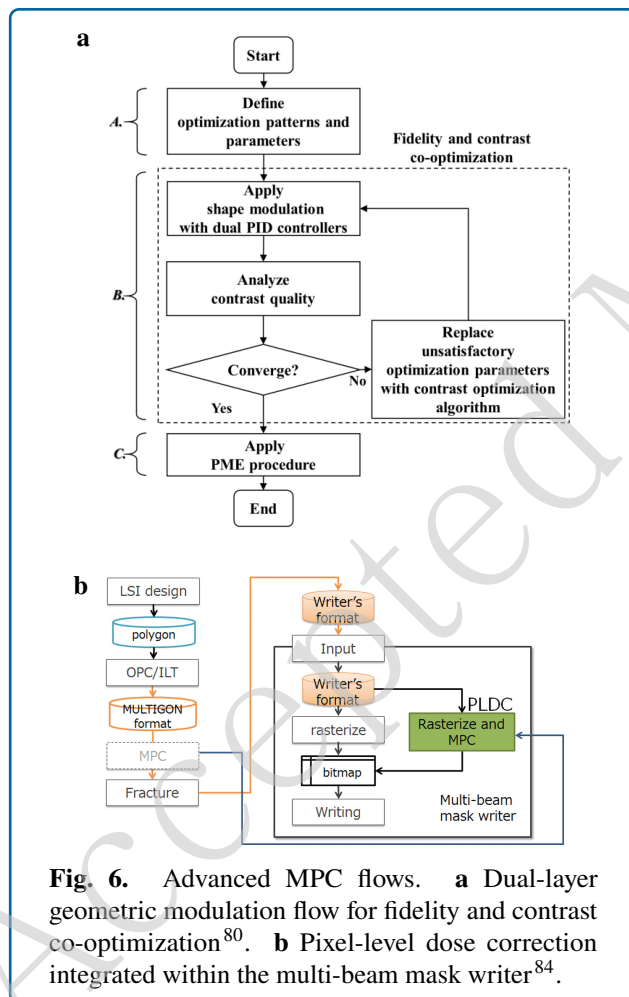 a
Start
A.
Define
optimization patterns and
parameters
Fidelity and contrast
co-optimization
B.
Apply
shape modulation
with dual PID controllers
Analyze
contrast quality
Converge?
No
Replace
unsatisfactory
optimization parameters
with contrast optimization
algorithm
Yes
C.
Apply
PME procedure
End
b
LSI design
polygon
OPC/ILT
MULTIGON
format
MPC
Fracture
Writer's
format
Input
Writer's
format
PLDC
rasterize
Rasterize and
MPC
bitmap
Writing
Multi-beam
mask writer
Fig. 6. Advanced MPC flows. a Dual-layer
geometric modulation flow for fidelity and contrast
co-optimization80. b Pixel-level dose correction
integrated within the multi-beam mask writer84.
Accepted M